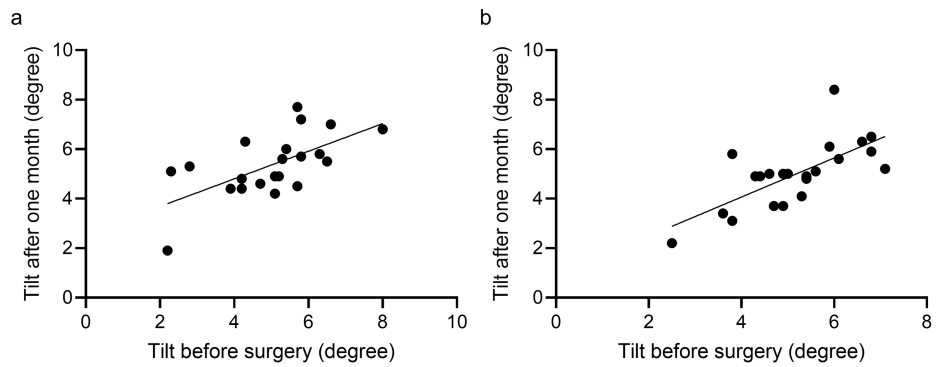 a
Tilt after one month (degree)
10
8
6
4
2
0
0 2 4 6 8 10
Tilt before surgery (degree)
b
Tilt after one month (degree)
10
8
6
4
2
0
0 2 4 6 8
Tilt before surgery (degree)